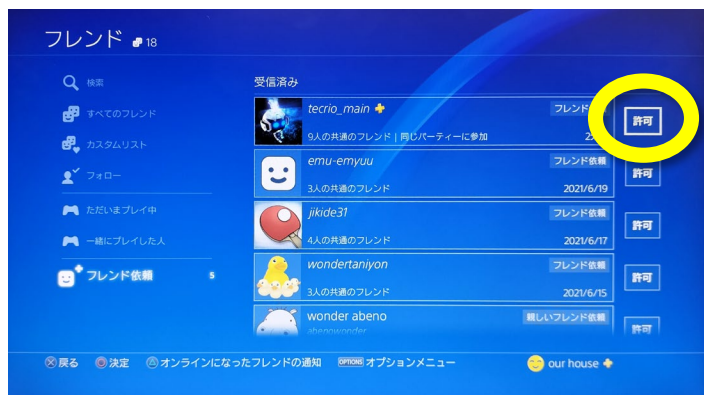 フレンド 18
検索
すべてのフレンド
カスタムリスト
フォロー
ただいまプレイ中
一緒にプレイした人
フレンド依頼 5
受信済み
tecrio_main フレンド
9人の共通のフレンド | 同じパーティーに参加
許可
emu-emyuu フレンド依頼
3人の共通のフレンド 2021/6/19
許可
jikide31 フレンド依頼
4人の共通のフレンド 2021/6/17
許可
wondertaniyon フレンド依頼
3人の共通のフレンド 2021/6/15
許可
wonder abeno 親しいフレンド依頼
abenowonder
許可
戻る 決定 オンラインになったフレンドの通知 OPTIONS オプションメニュー our house